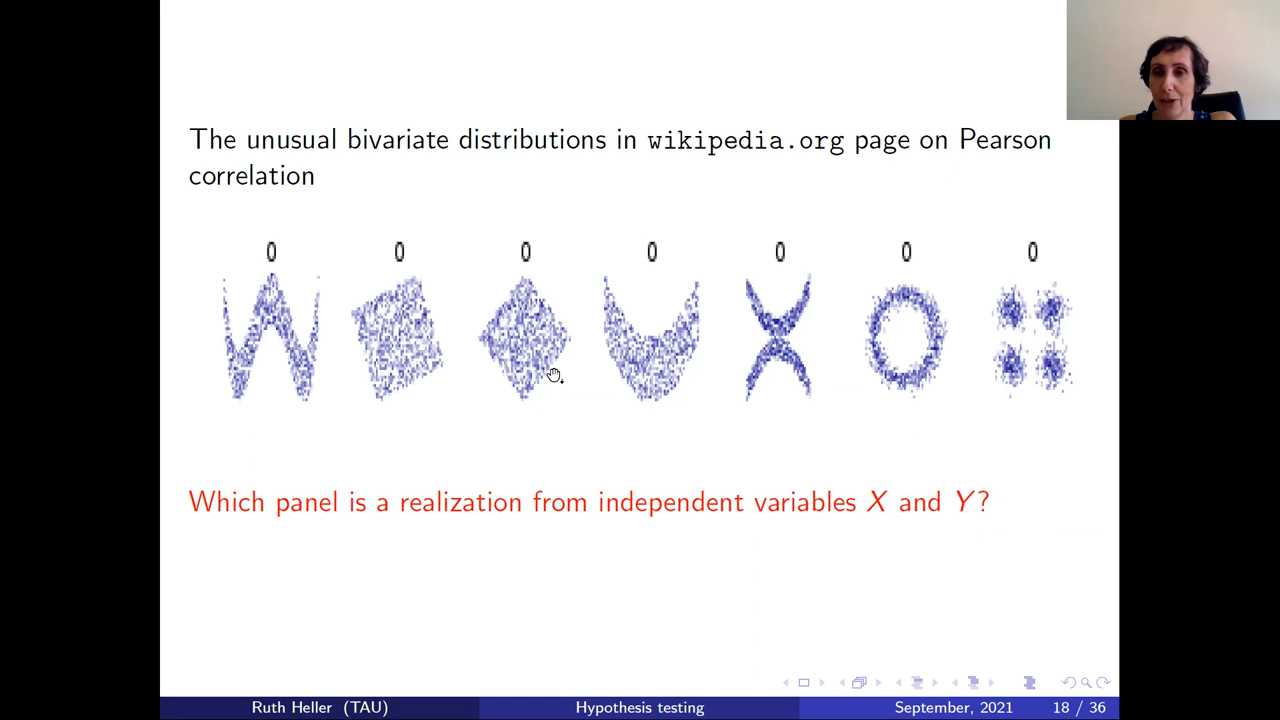 The unusual bivariate distributions in wikipedia.org page on Pearson
correlation
0 0 0 0 0 0 0
Which panel is a realization from independent variables X and Y?
Ruth Heller (TAU) Hypothesis testing September, 2021 18 / 36